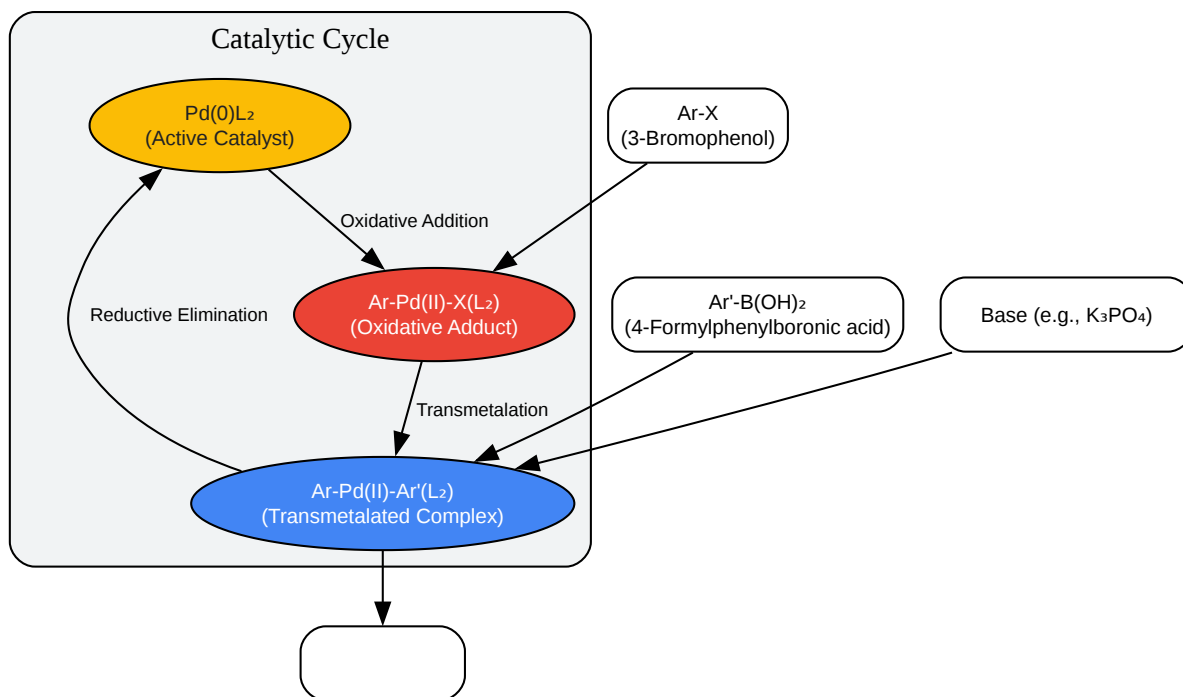 Catalytic Cycle
Pd(0)L₂
(Active Catalyst)
Ar-X
(3-Bromophenol)
Oxidative Addition
Ar-Pd(II)-X(L₂)
(Oxidative Adduct)
Ar'-B(OH)₂
(4-Formylphenylboronic acid)
Base (e.g., K₃PO₄)
Reductive Elimination
Transmetalation
Ar-Pd(II)-Ar'(L₂)
(Transmetalated Complex)